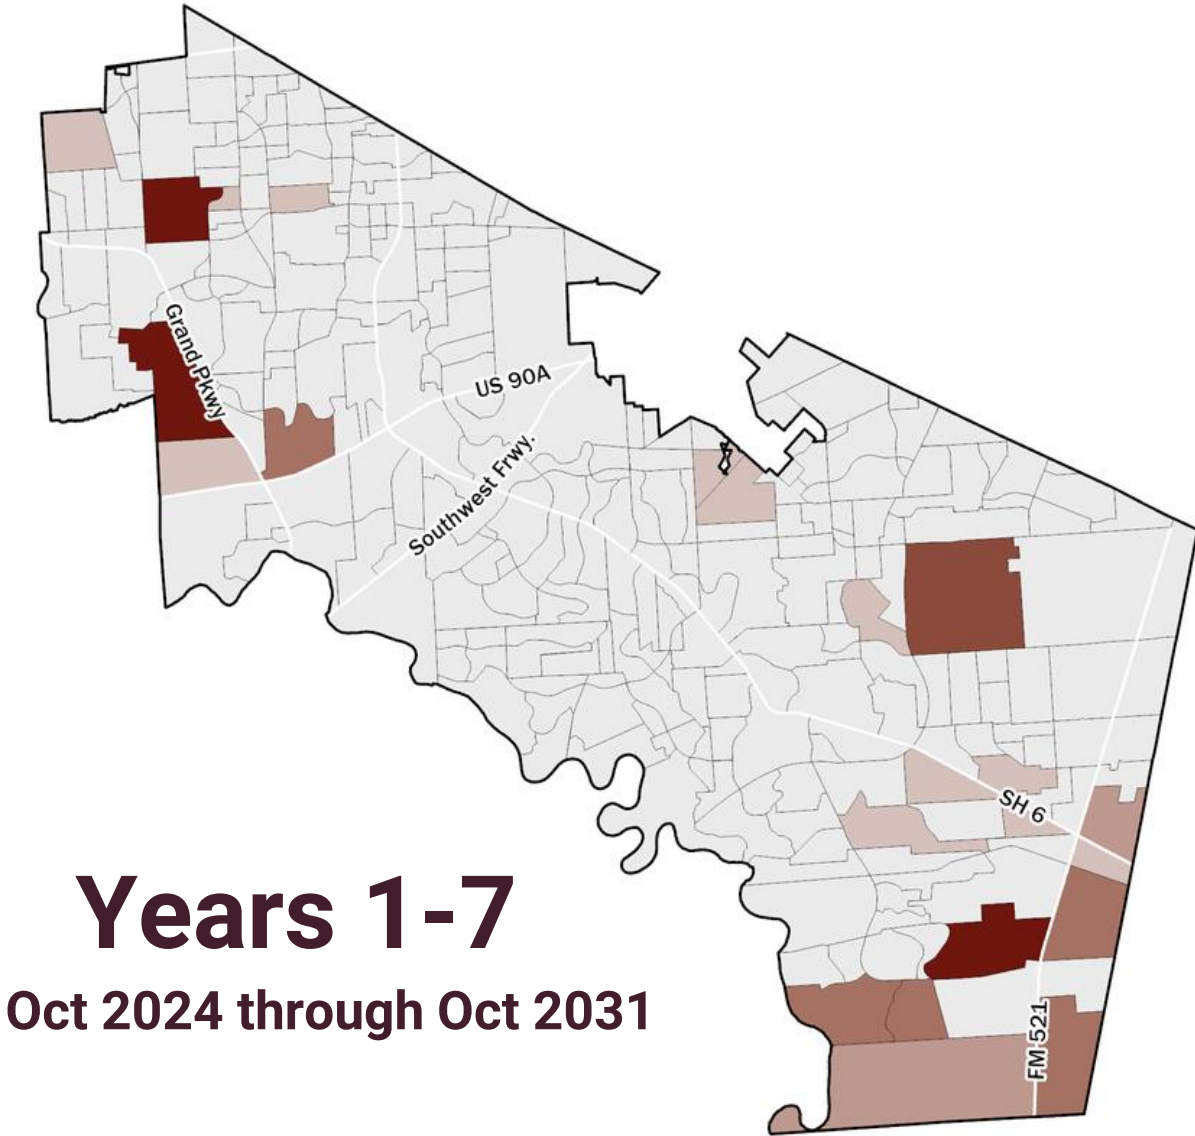 Grand Pkwy
US 90A
Southwest Frwy.
SH 6
Years 1-7
Oct 2024 through Oct 2031
FM 521